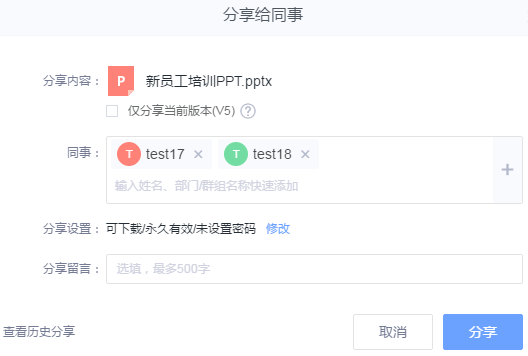 分享给同事
分享内容： P 新员工培训PPT.pptx
仅分享当前版本(V5) ?
同事： T test17 × T test18 × +
输入姓名、部门/群组名称快速添加
分享设置：可下载/永久有效/未设置密码 修改
分享留言： 选填，最多500字
查看历史分享 取消 分享